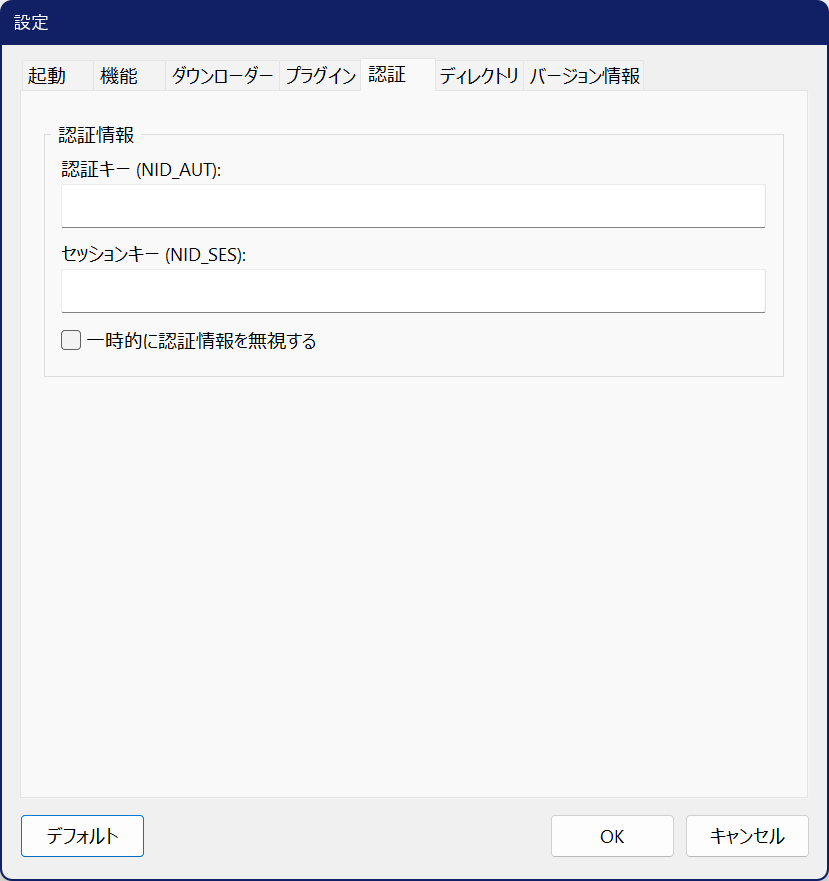 設定
起動 機能 ダウンローダー プラグイン 認証 ディレクトリ バージョン情報
認証情報
認証キー (NID_AUT):
セッションキー (NID_SES):
一時的に認証情報を無視する
デフォルト OK キャンセル